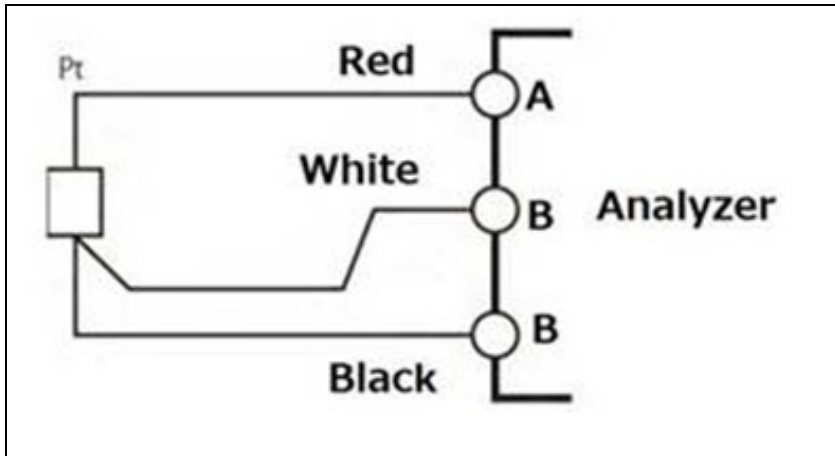 Pt
Red
A
White
B
Analyzer
B
Black